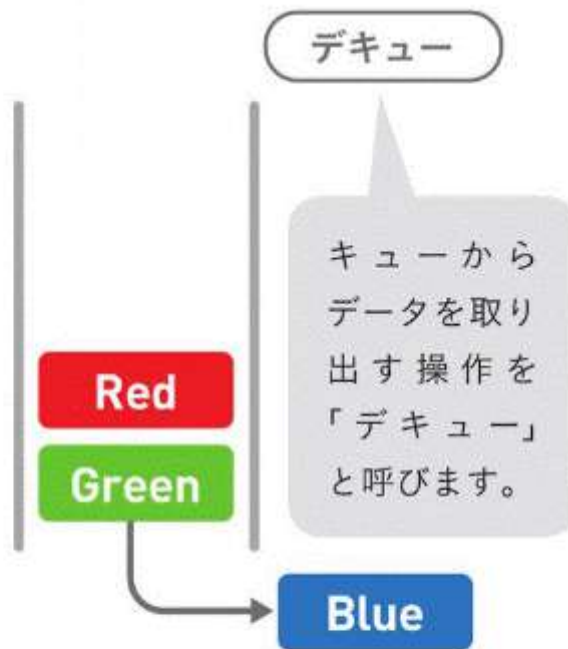 デキュー
キューから
データを取り
出す操作を
「デキュー」
と呼びます。
Red
Green
Blue